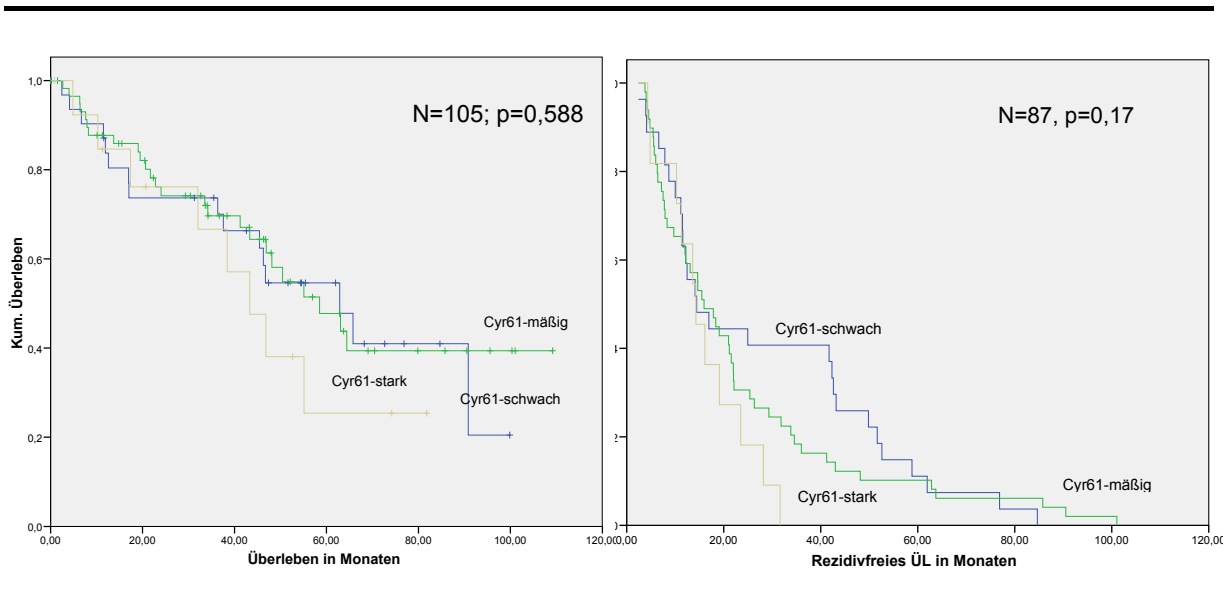 N=105; p=0,588
1,0
0,8
0,6
0,4
0,2
0,0
Kum. Überleben
Cyr61-mäßig
Cyr61-stark
Cyr61-schwach
0,00 20,00 40,00 60,00 80,00 100,00 120,00
Überleben in Monaten
N=87, p=0,17
Cyr61-schwach
Cyr61-stark
Cyr61-mäßig
0,00 20,00 40,00 60,00 80,00 100,00 120,00
Rezidivfreies ÜL in Monaten